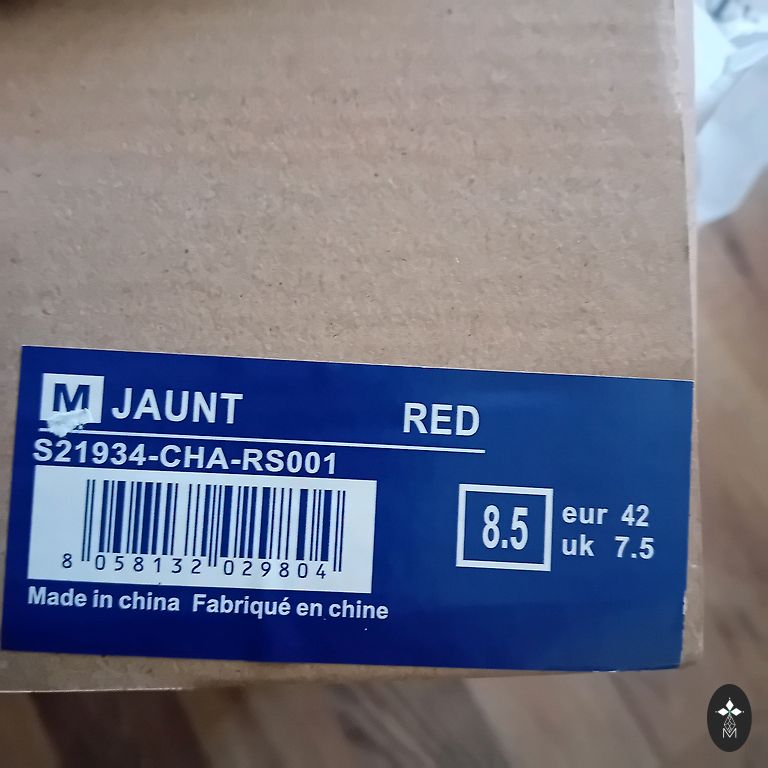 M JAUNT RED
S21934-CHA-RS001
8 058132 029804
8.5
eur 42
uk 7.5
Made in china Fabriqué en chine
M